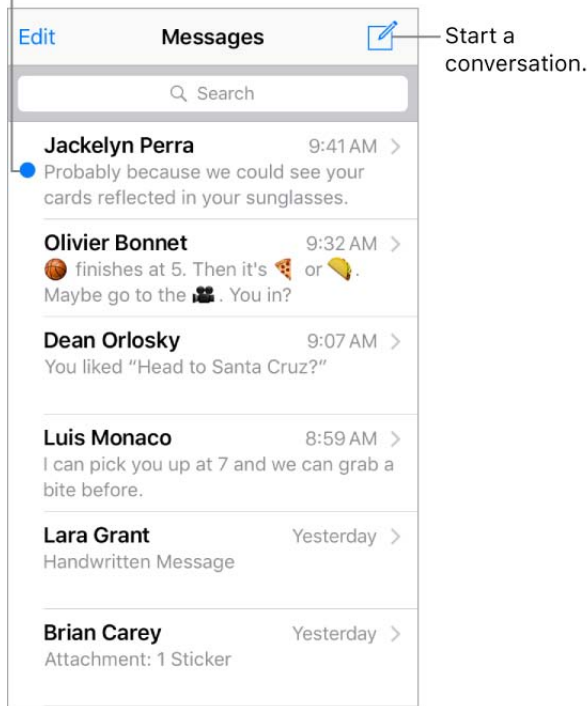 Edit Messages
Start a
conversation.
Search
Jackelyn Perra 9:41 AM
Probably because we could see your
cards reflected in your sunglasses.
Olivier Bonnet 9:32 AM
🏀 finishes at 5. Then it's 🍕 or 🌮.
Maybe go to the 🎥. You in?
Dean Orlosky 9:07 AM
You liked “Head to Santa Cruz?”
Luis Monaco 8:59 AM
I can pick you up at 7 and we can grab a
bite before.
Lara Grant Yesterday
Handwritten Message
Brian Carey Yesterday
Attachment: 1 Sticker